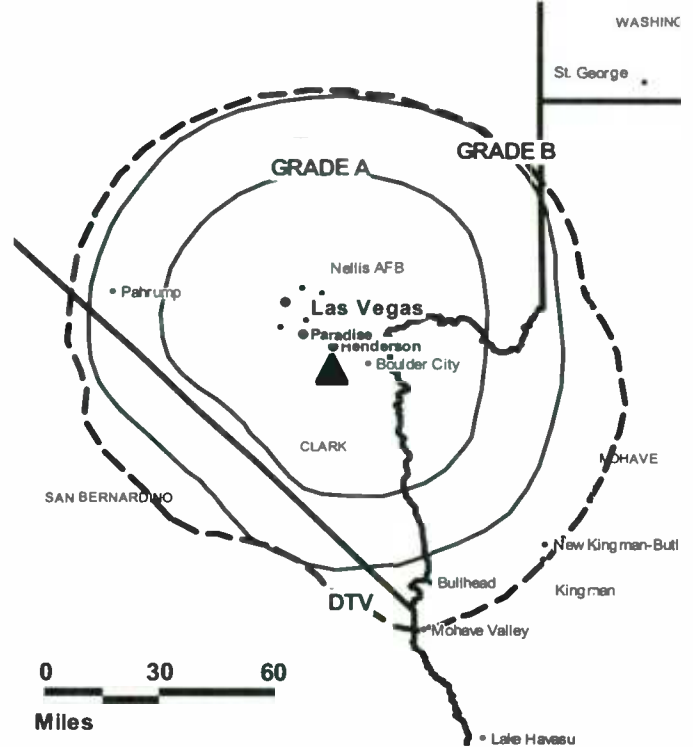 WASHING
St. George
GRADE B
GRADE A
Nellis AFB
Pahrump
Las Vegas
Paradise
Henderson
Boulder City
CLARK
MOHAVE
SAN BERNARDINO
New Kingman-Butl
Bullhead
Kingman
DTV
Mohave Valley
0 30 60
Miles
Lake Havasu